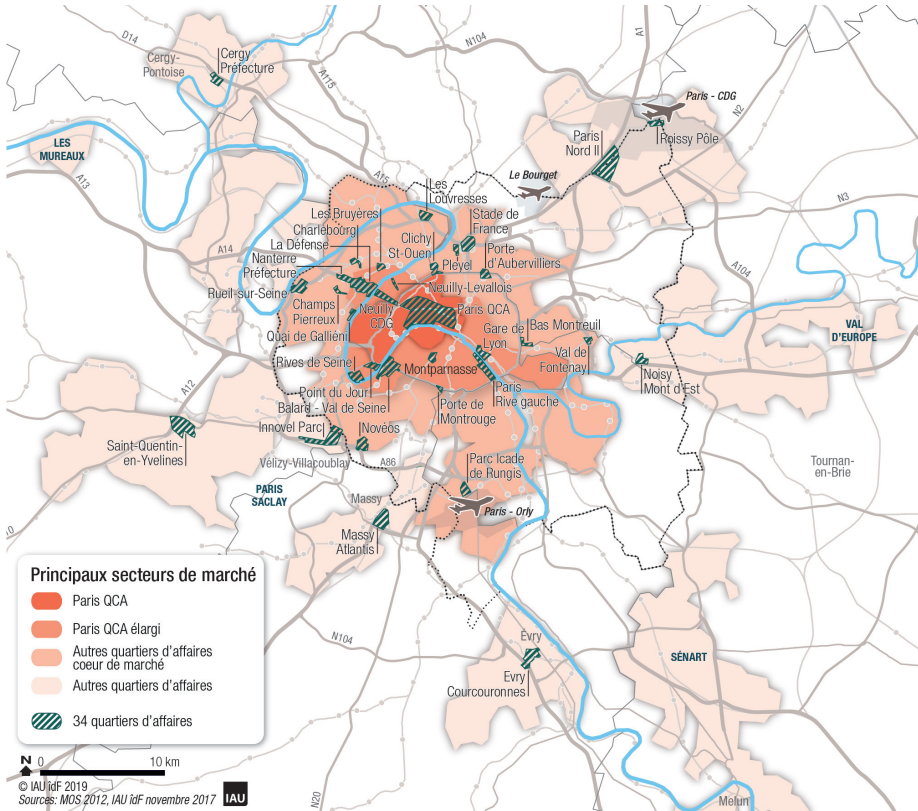 D14
Cergy-
Pontoise
Cergy
Préfecture
N104
A1
A115
Paris - CDG
N2
Paris
Nord II
Roissy Pôle
LES
MUREAUX
A13
A15
Le Bourget
Les
Louvresses
Les Bruyères
Charlebourg
La Défense
Nanterre
Préfecture
Clichy
St-Ouen
Stade de
France
Pleyel
Porte
d'Aubervilliers
N3
A14
A104
Rueil-sur-Seine
Neuilly-Levallois
Champs
Pierreux
Neuilly
CDG
Paris QCA
Quai de Gallièni
Gare de
Lyon
Bas Montreuil
VAL
D'EUROPE
Rives de Seine
Montparnasse
Val de
Fontenay
Noisy
Mont d'Est
A12
Point du Jour
Balard - Val de Seine
Paris
Rive gauche
Porte de
Montrouge
Saint-Quentin-
en-Yvelines
Innovel Parc
Novéos
Vélizy-Villacoublay
A86
Parc Icade
de Rungis
Tournan-
en-Brie
PARIS
SACLAY
Massy
Paris - Orly
Massy
Atlantis
Principaux secteurs de marché
Paris QCA
Paris QCA élargi
Autres quartiers d'affaires
coeur de marché
Autres quartiers d'affaires
34 quartiers d'affaires
N104
Évry
SÉNART
Evry
Courcouronnes
N
0
10 km
© IAU îdF 2019
Sources: MOS 2012, IAU îdF novembre 2017
IAU
N20
Melun